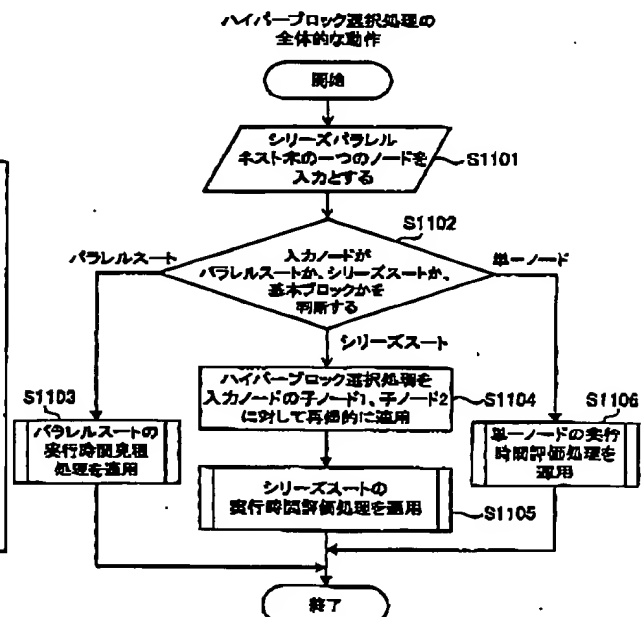 ハイパーブロック選択処理の
全体的な動作
開始
シリーズパラレル
ネスト木の一つのノードを
入力とする
S1101
S1102
パラレルスート
入力ノードが
パラレルスートか、シリーズスートか、
基本ブロックかを
判断する
単一ノード
シリーズスート
S1103
パラレルスートの
実行時間見積
処理を適用
ハイパーブロック選択処理を
入力ノードの子ノード1、子ノード2
に対して再帰的に適用
S1104
S1106
単一ノードの実行
時間評価処理を
適用
シリーズスートの
実行時間評価処理を適用
S1105
終了